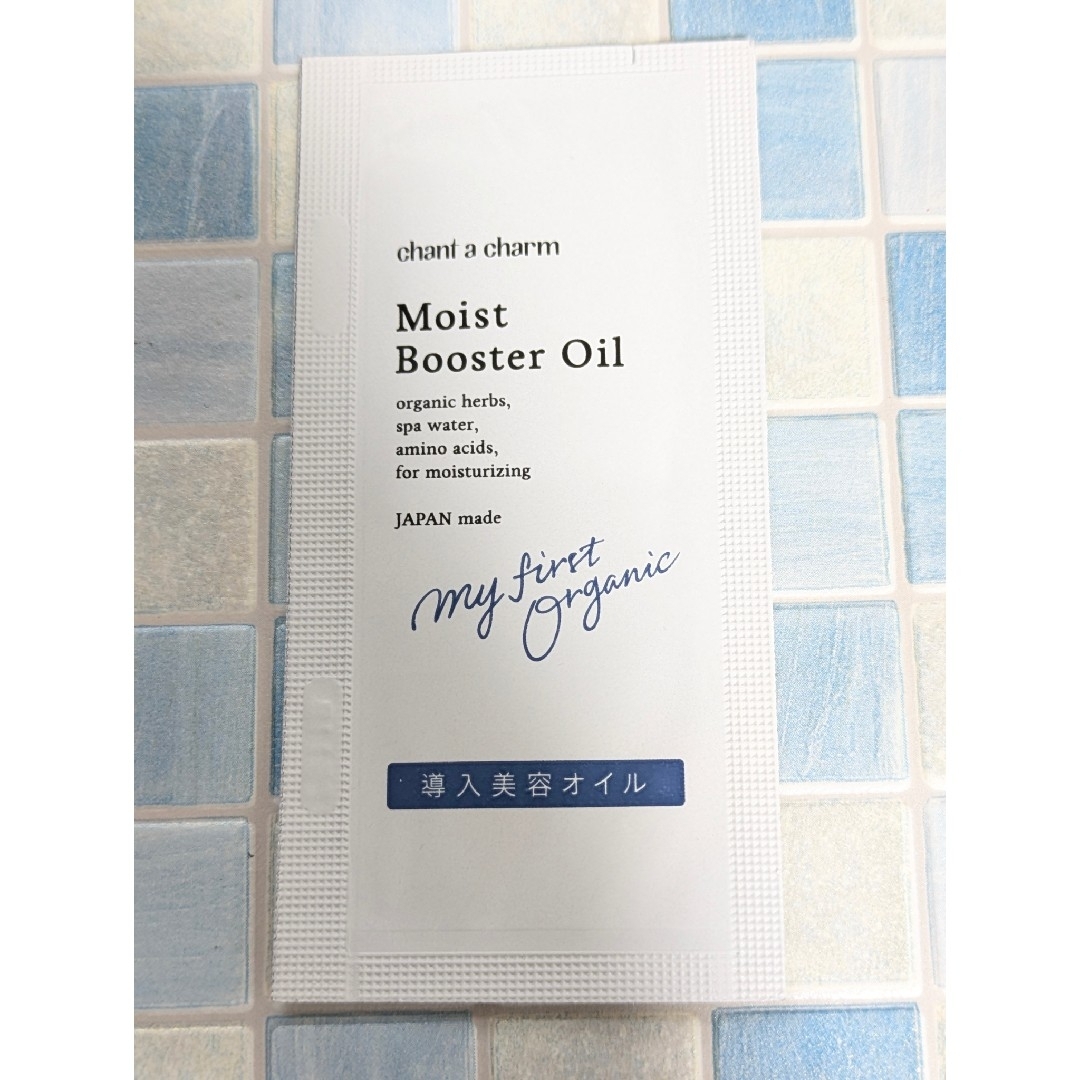 chant a charm
Moist
Booster Oil
organic herbs,
spa water,
amino acids,
for moisturizing
JAPAN made
my first
Organic
導入美容オイル